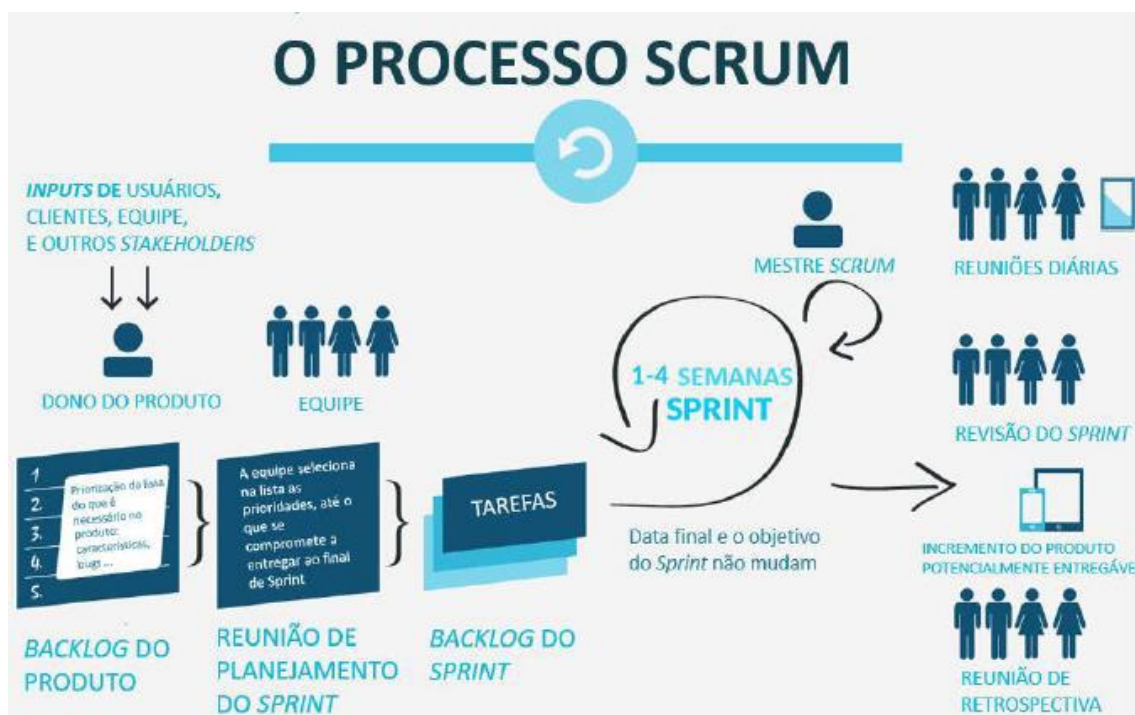 O PROCESSO SCRUM
INPUTS DE USUÁRIOS,
CLIENTES, EQUIPE,
E OUTROS STAKEHOLDERS
DONO DO PRODUTO
EQUIPE
MESTRE SCRUM
REUNIÕES DIÁRIAS
1-4 SEMANAS
SPRINT
REVISÃO DO SPRINT
1
2.
3.
4.
5.
Priorização da lista
do que é
necessário no
produto:
características,
bugs ...
A equipe seleciona
na lista as
prioridades, até o
que se
compromete a
entregar ao final
de Sprint
TAREFAS
Data final e o objetivo
do Sprint não mudam
INCREMENTO DO PRODUTO
POTENCIALMENTE ENTREGÁVE
BACKLOG DO
PRODUTO
REUNIÃO DE
PLANEJAMENTO
DO SPRINT
BACKLOG DO
SPRINT
REUNIÃO DE
RETROSPECTIVA